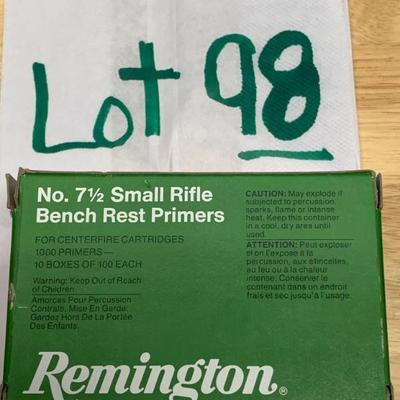 Lot 98
No. 7½ Small Rifle
Bench Rest Primers
FOR CENTERFIRE CARTRIDGES
1000 PRIMERS—
10 BOXES OF 100 EACH
Warning: Keep Out of Reach
of Children.
Amorces Pour Percussion
Centrale, Mise En Garde:
Gardez Hors De La Portée
Des Enfants.
CAUTION: May explode if
subjected to percussion,
sparks, flame or intense
heat. Keep this container
in a cool, dry area until
used.
ATTENTION: Peut exploser
si on l'expose à la
percussion, aux étincelles,
au feu ou à la chaleur
intense. Conserver le
contenant dans un endroit
frais et sec jusqu'à l'usage.
Remington®